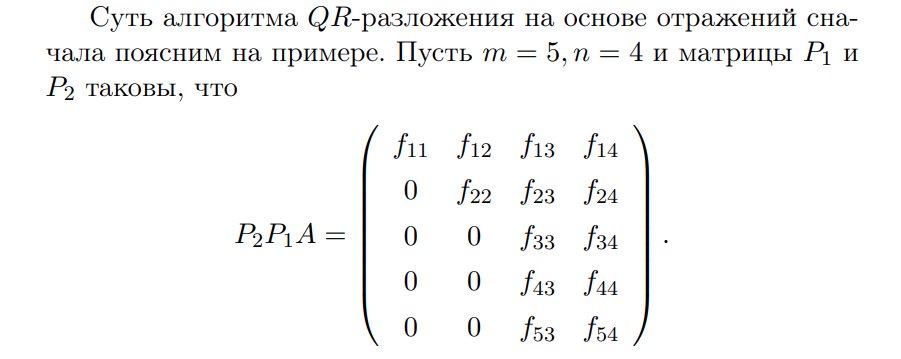 Суть алгоритма QR-разложения на основе отражений сна-
чала поясним на примере. Пусть m = 5, n = 4 и матрицы P₁ и
P₂ таковы, что
f₁₁ f₁₂ f₁₃ f₁₄
0 f₂₂ f₂₃ f₂₄
P₂P₁A = ( 0 0 f₃₃ f₃₄ ) .
0 0 f₄₃ f₄₄
0 0 f₅₃ f₅₄